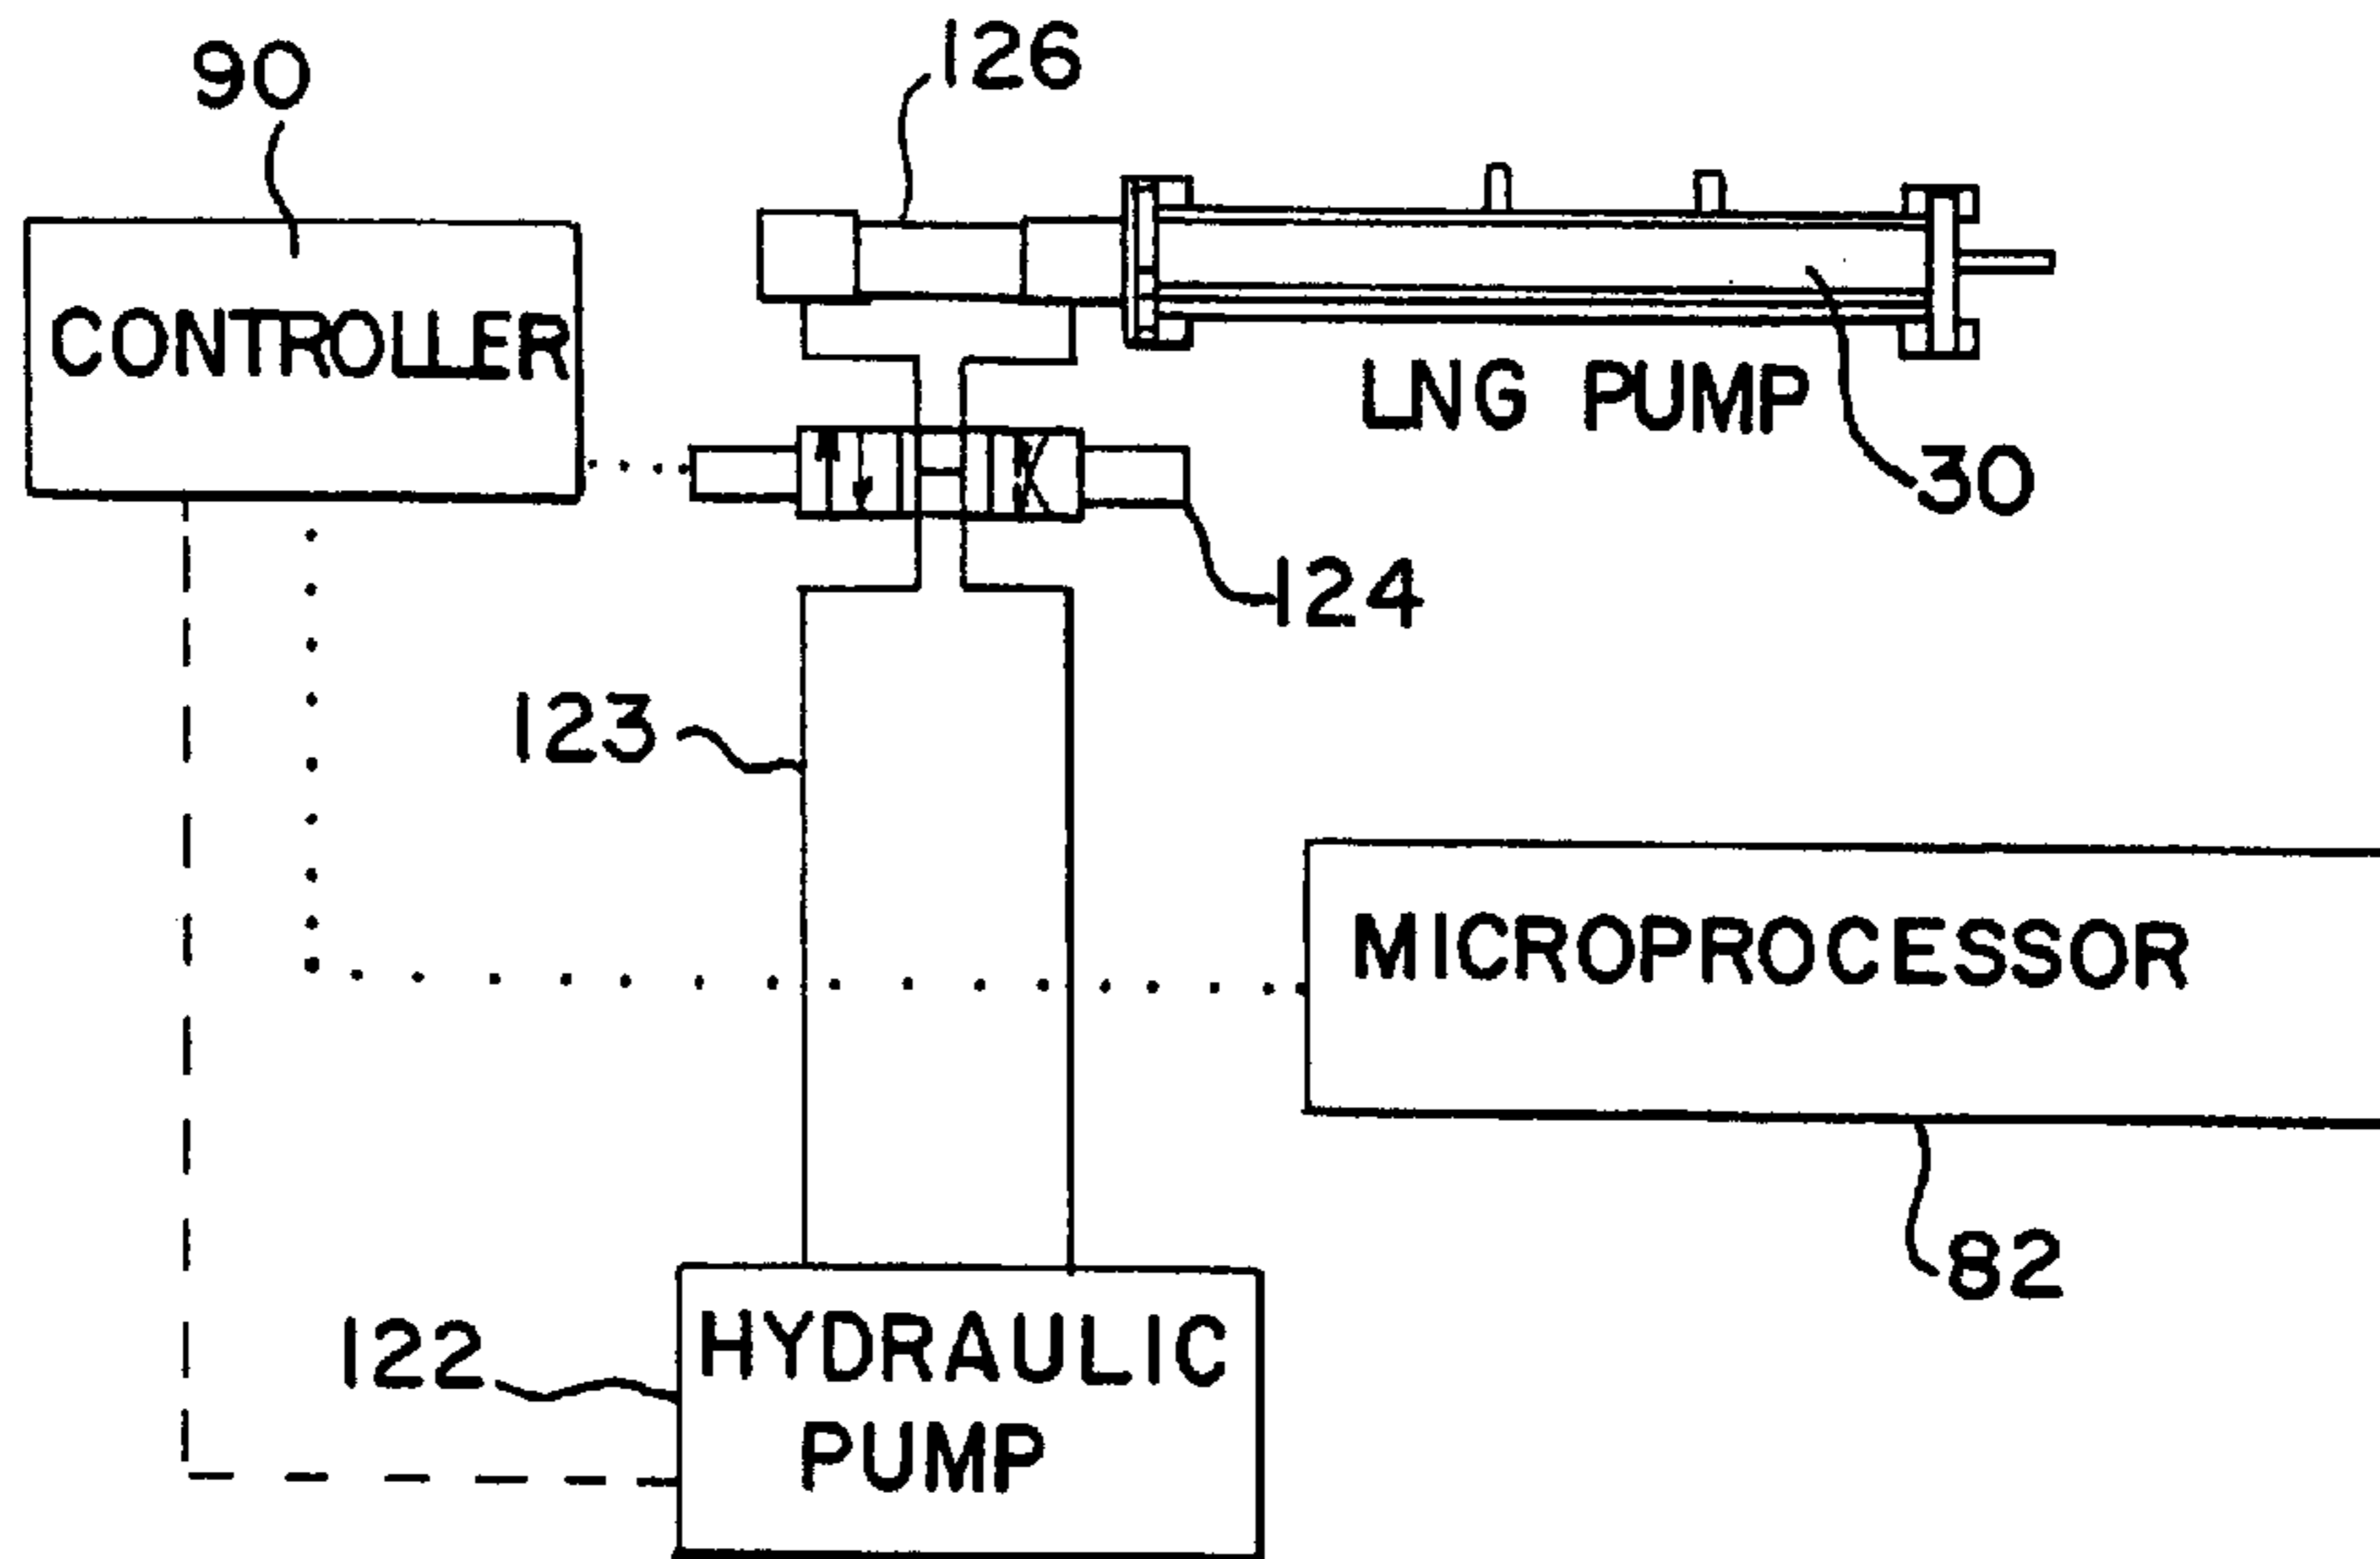 90
126
CONTROLLER
LNG PUMP
30
124
123
MICROPROCESSOR
82
122
HYDRAULIC
PUMP